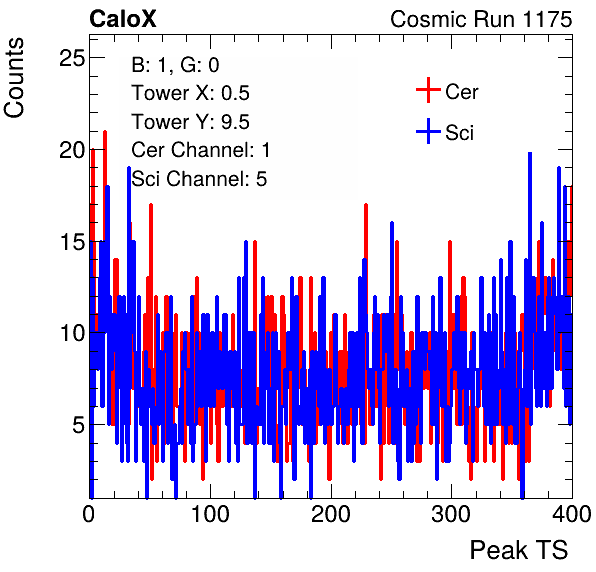 CaloX Cosmic Run 1175
Counts
25
20
15
10
5
B: 1, G: 0
Tower X: 0.5
Tower Y: 9.5
Cer Channel: 1
Sci Channel: 5
Cer
Sci
0 100 200 300 400
Peak TS